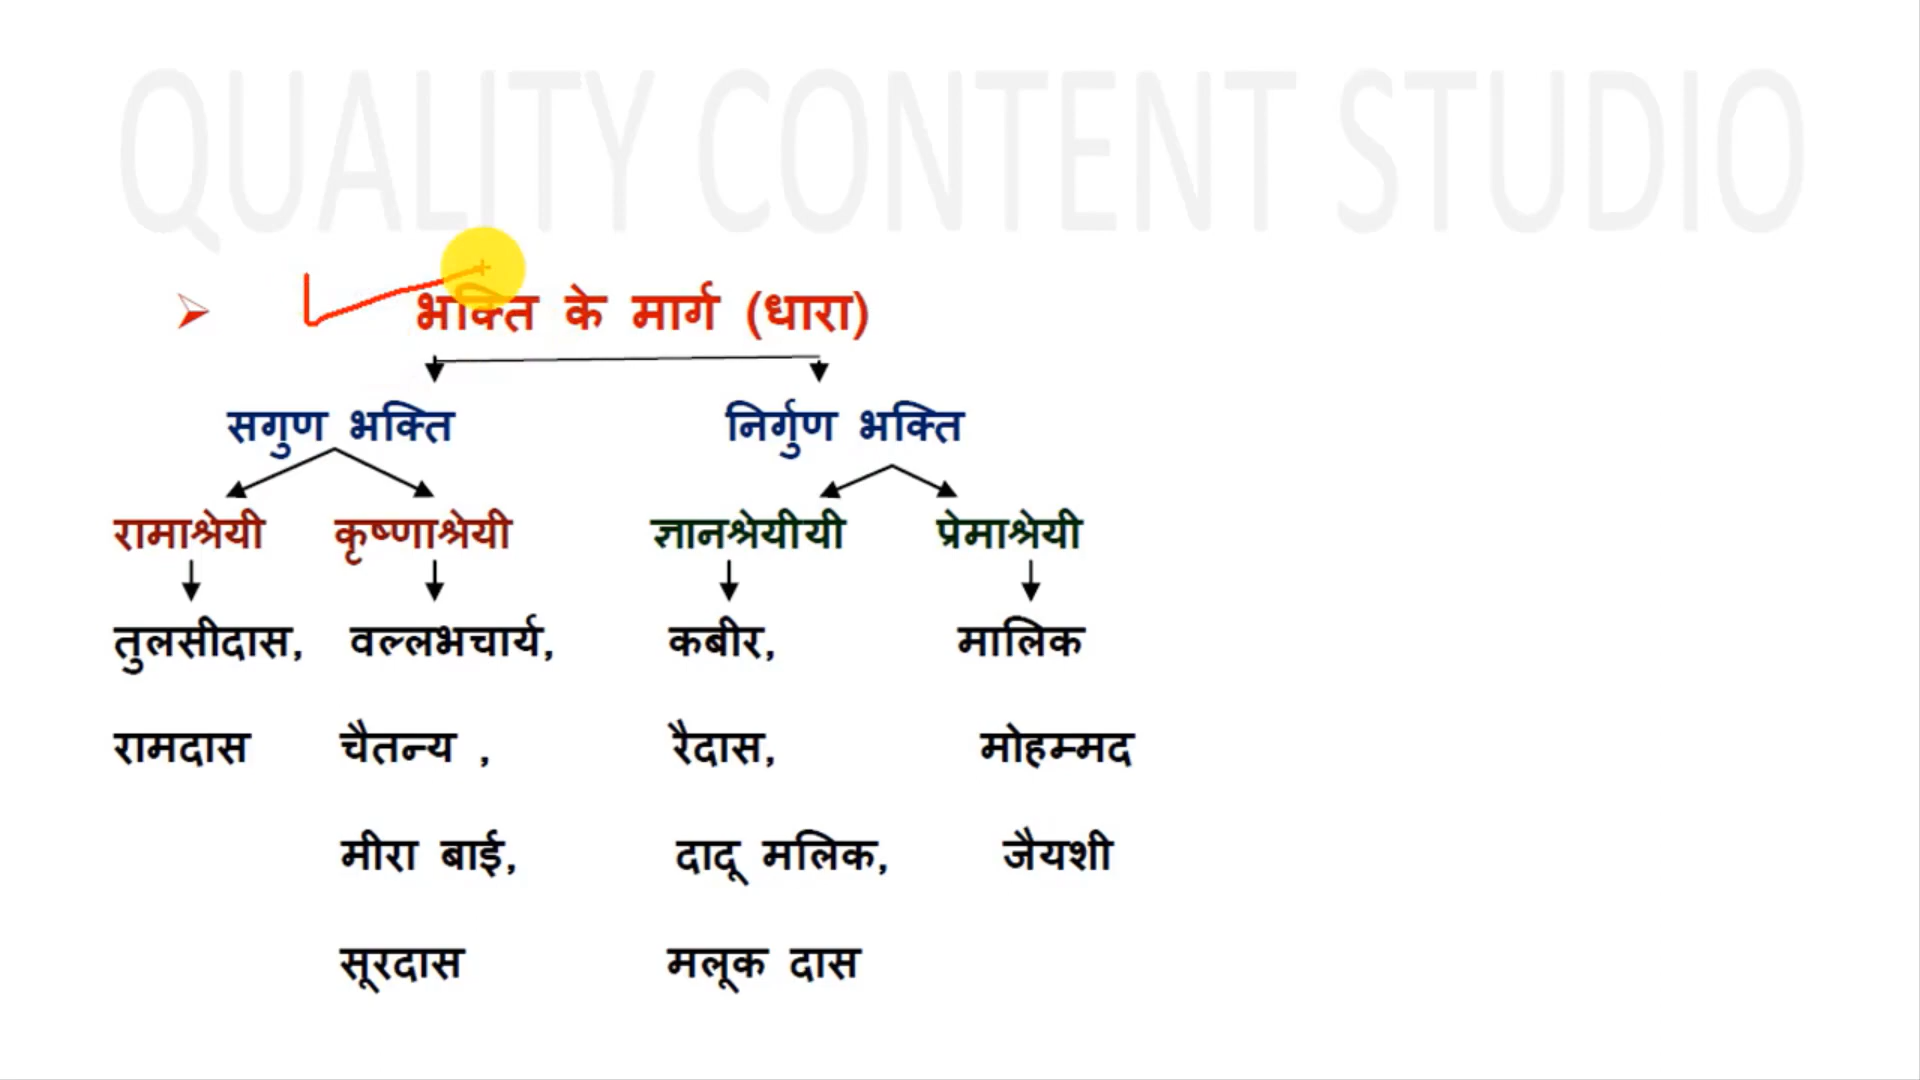 QUALITY CONTENT STUDIO
भक्ति के मार्ग (धारा)
सगुण भक्ति निर्गुण भक्ति
रामाश्रेयी कृष्णाश्रेयी ज्ञानश्रेयीयी प्रेमाश्रेयी
तुलसीदास, वल्लभचार्य, कबीर, मालिक
रामदास चैतन्य , रैदास, मोहम्मद
मीरा बाई, दादू मलिक, जैयशी
सूरदास मलूक दास